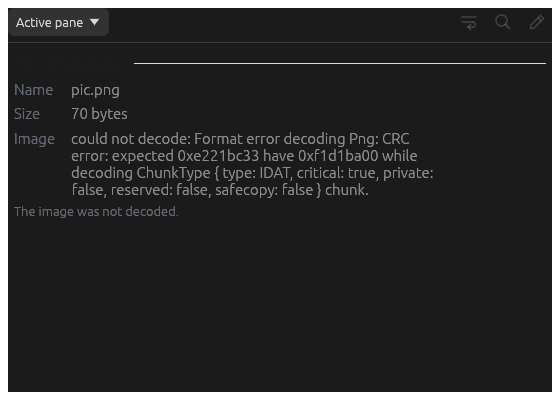 Active pane
Name pic.png
Size 70 bytes
Image could not decode: Format error decoding Png: CRC
error: expected 0xe221bc33 have 0xf1d1ba00 while
decoding ChunkType { type: IDAT, critical: true, private:
false, reserved: false, safecopy: false } chunk.
The image was not decoded.